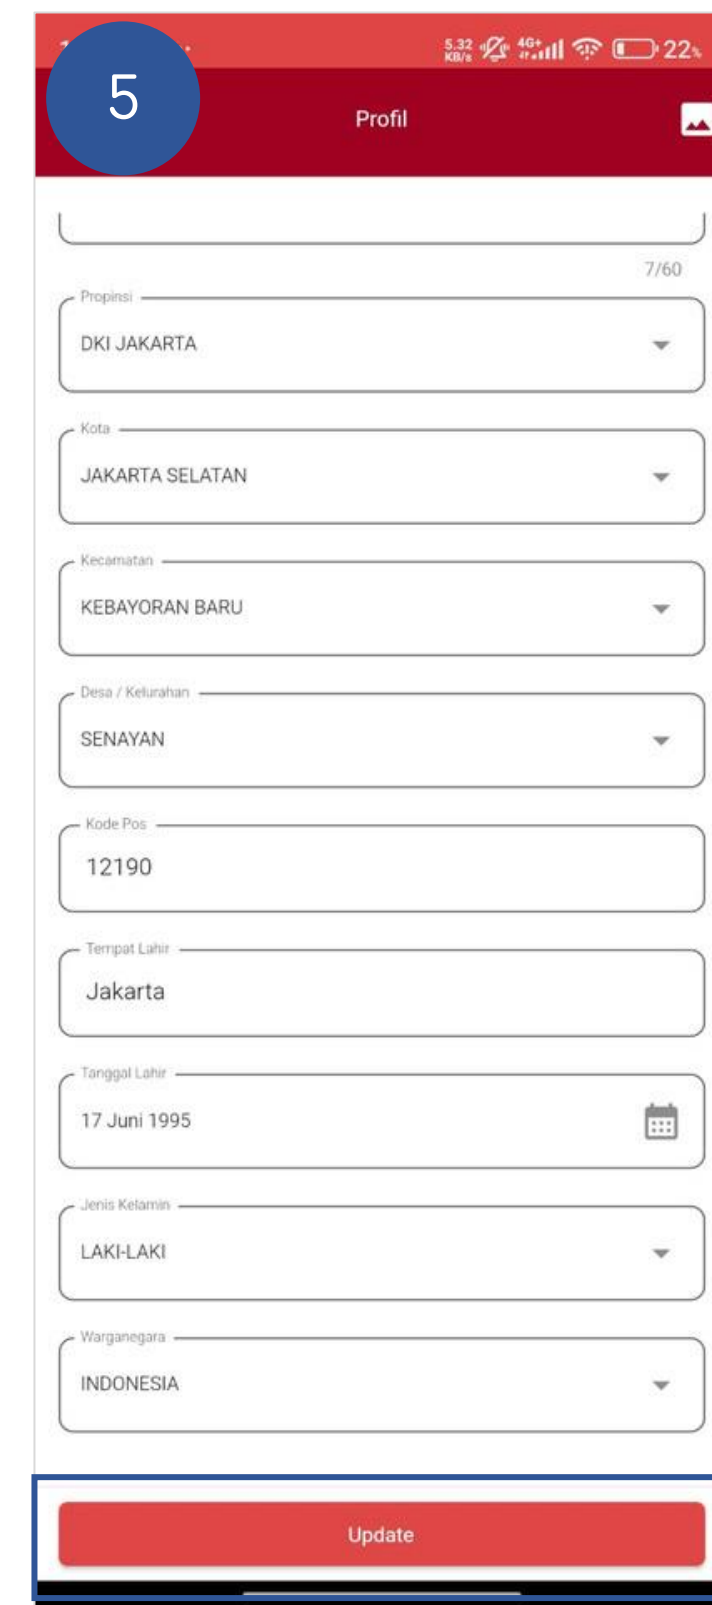 5
5.32 KB/s 4G+ 22%
Profil
7/60
Propinsi
DKI JAKARTA
Kota
JAKARTA SELATAN
Kecamatan
KEBAYORAN BARU
Desa / Kelurahan
SENAYAN
Kode Pos
12190
Tempat Lahir
Jakarta
Tanggal Lahir
17 Juni 1995
Jenis Kelamin
LAKI-LAKI
Warganegara
INDONESIA
Update